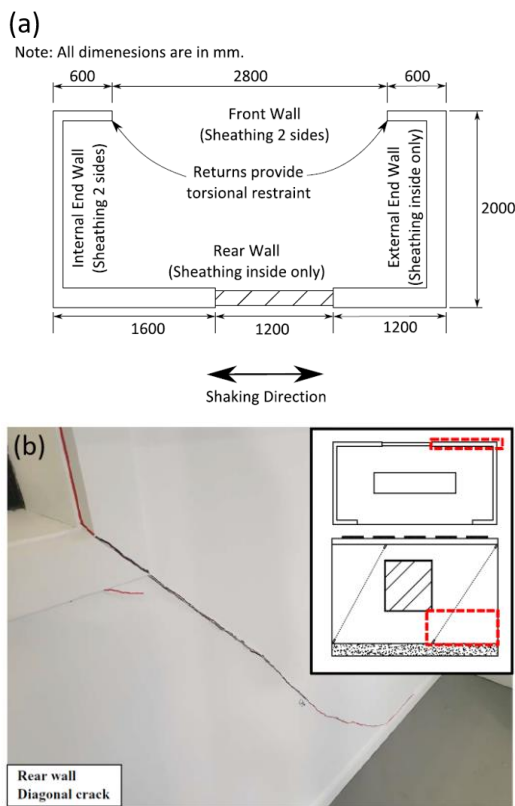 (a)
Note: All dimenesions are in mm.
600
2800
600
Front Wall
(Sheathing 2 sides)
Internal End Wall
(Sheathing 2 sides)
Returns provide
torsional restraint
External End Wall
(Sheathing inside only)
2000
Rear Wall
(Sheathing inside only)
1600
1200
1200
Shaking Direction
(b)
Rear wall
Diagonal crack